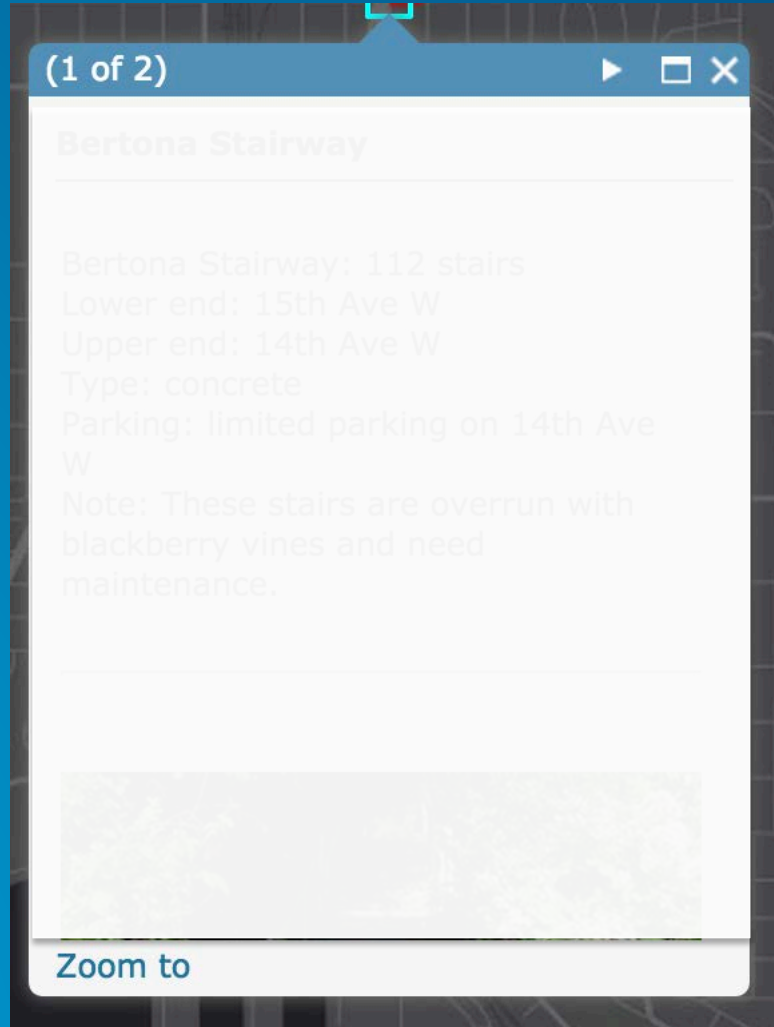 (1 of 2)
Bertona Stairway
Bertona Stairway: 112 stairs
Lower end: 15th Ave W
Upper end: 14th Ave W
Type: concrete
Parking: limited parking on 14th Ave
W
Note: These stairs are overrun with
blackberry vines and need
maintenance.
Zoom to